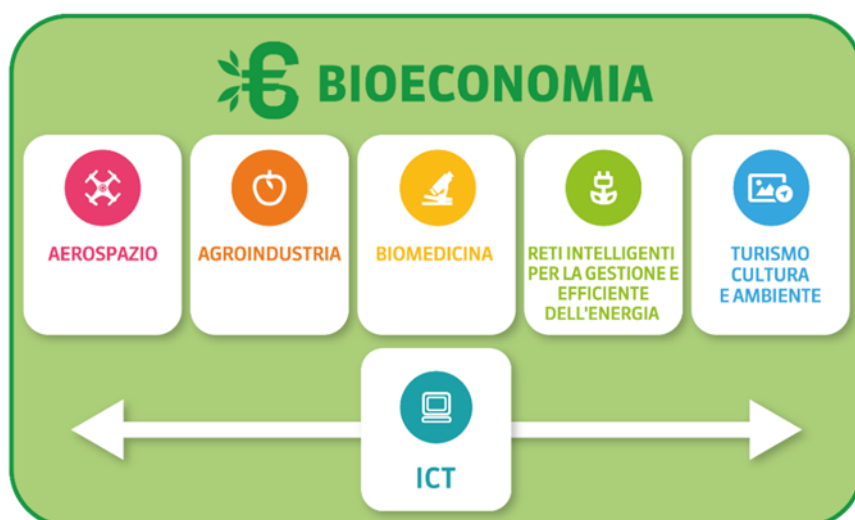 BIOECONOMIA
AEROSPAZIO
AGROINDUSTRIA
BIOMEDICINA
RETI INTELLIGENTI
PER LA GESTIONE E
EFFICIENTE
DELL'ENERGIA
TURISMO
CULTURA
E AMBIENTE
ICT